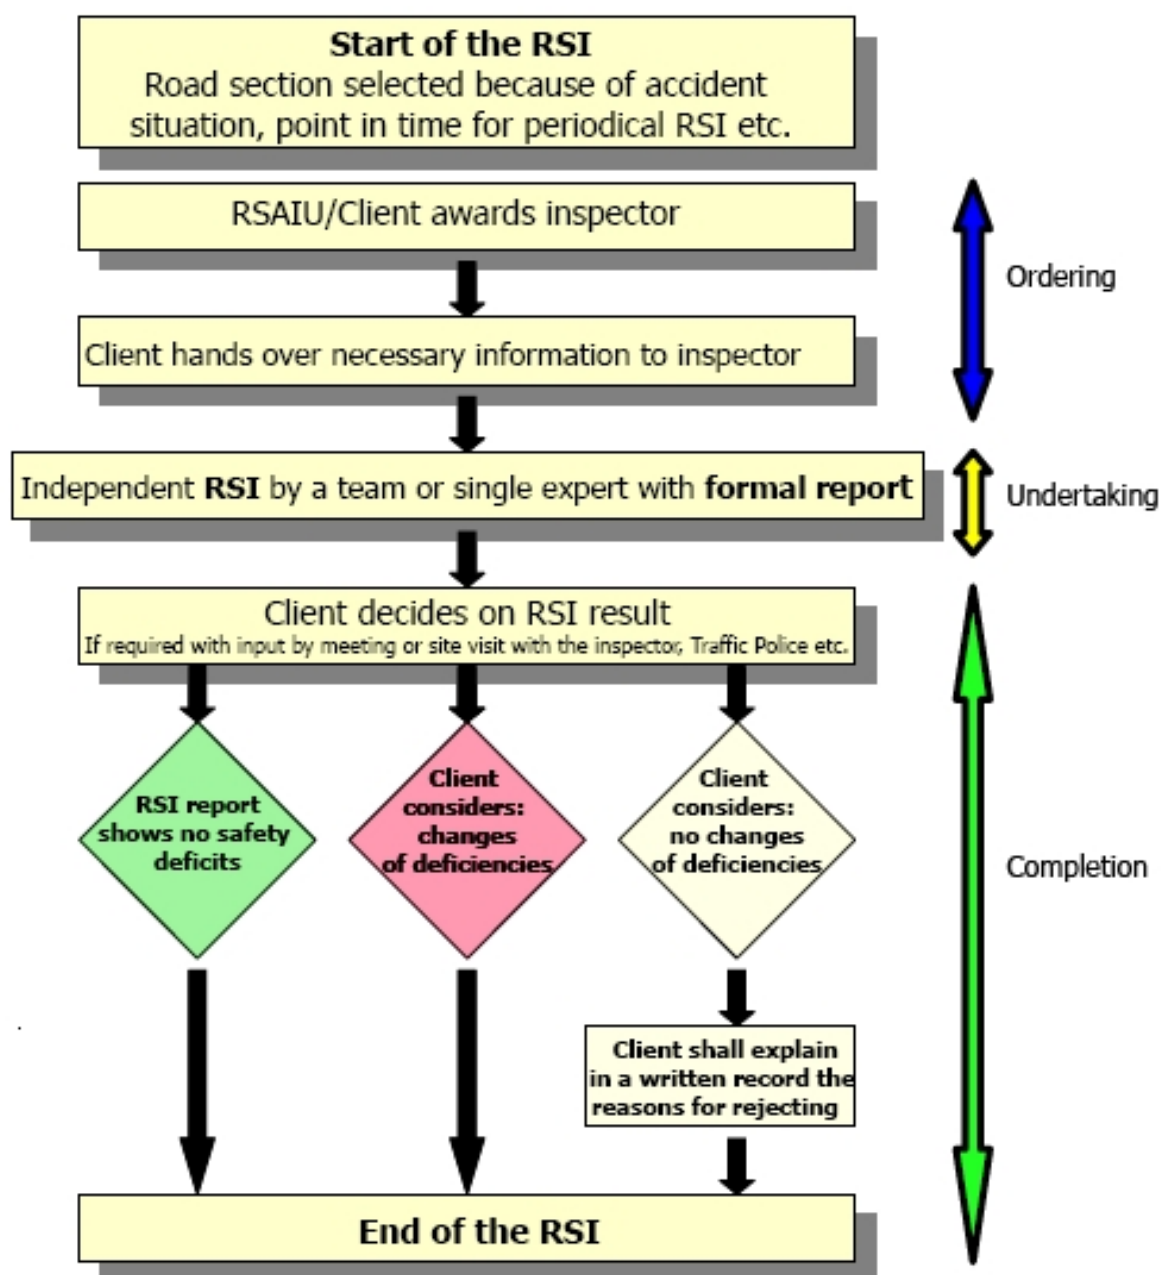 Start of the RSI
Road section selected because of accident
situation, point in time for periodical RSI etc.
RSAIU/Client awards inspector
Ordering
Client hands over necessary information to inspector
Independent RSI by a team or single expert with formal report
Undertaking
Client decides on RSI result
If required with input by meeting or site visit with the inspector, Traffic Police etc.
RSI report
shows no safety
deficits
Client
considers:
changes
of deficiencies
Client
considers:
no changes
of deficiencies
Completion
Client shall explain
in a written record the
reasons for rejecting
End of the RSI